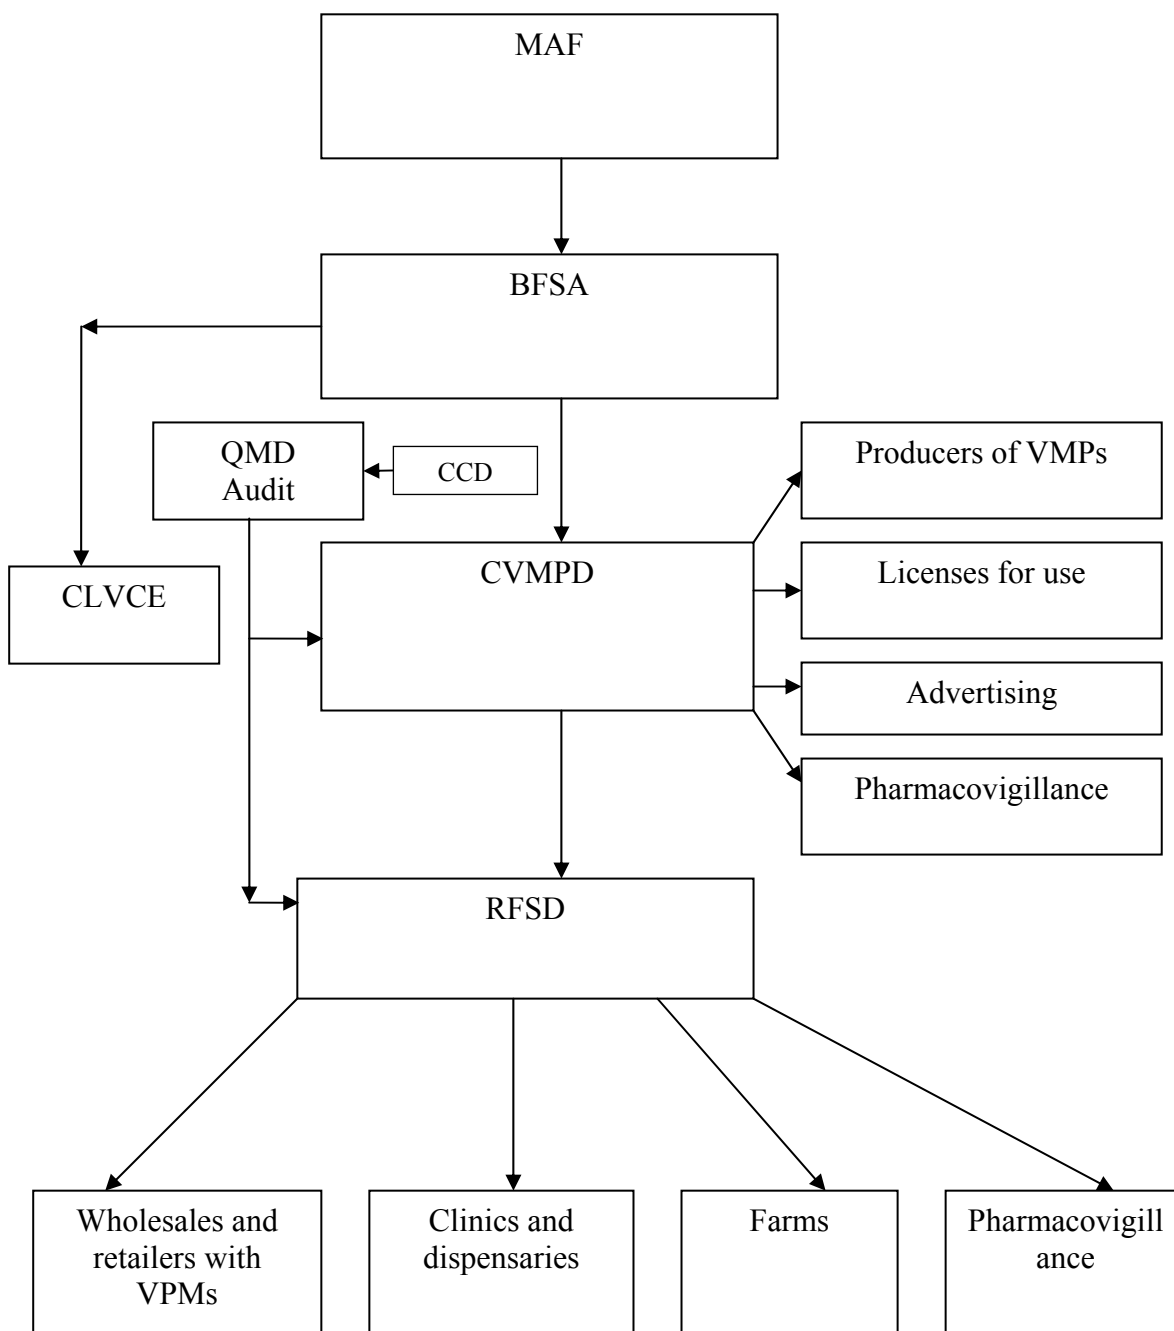 MAF
BFSA
QMD
Audit
CCD
Producers of VMPs
CVMPD
Licenses for use
CLVCE
Advertising
Pharmacovigillance
RFSD
Wholesales and
retailers with
VPMs
Clinics and
dispensaries
Farms
Pharmacovigill
ance